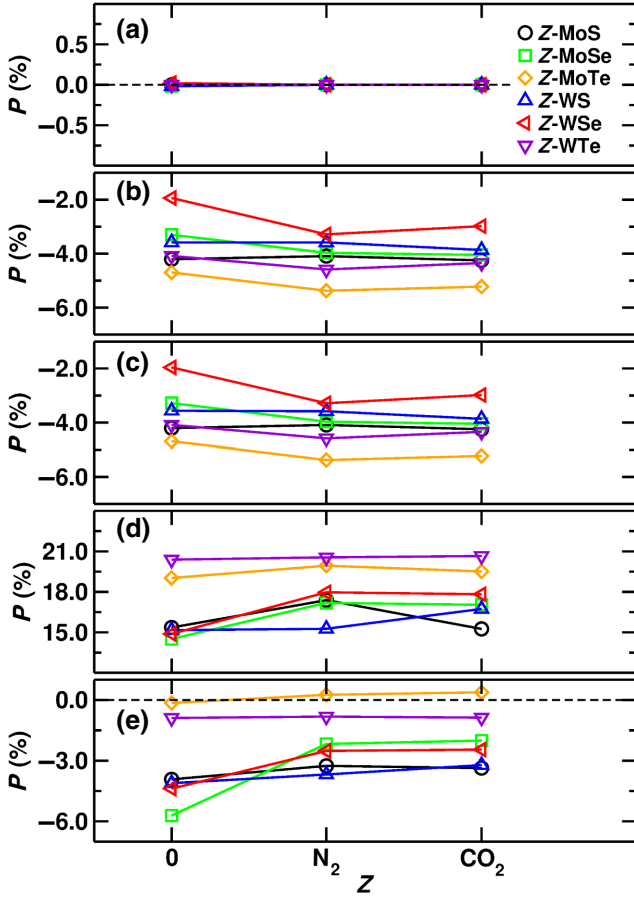 (a)
Z-MoS
Z-MoSe
Z-MoTe
Z-WS
Z-WSe
Z-WTe
0.5
0.0
−0.5
P (%)
(b)
−2.0
−4.0
−6.0
P (%)
(c)
−2.0
−4.0
−6.0
P (%)
(d)
21.0
18.0
15.0
P (%)
(e)
0.0
−3.0
−6.0
P (%)
0 N₂ CO₂
Z